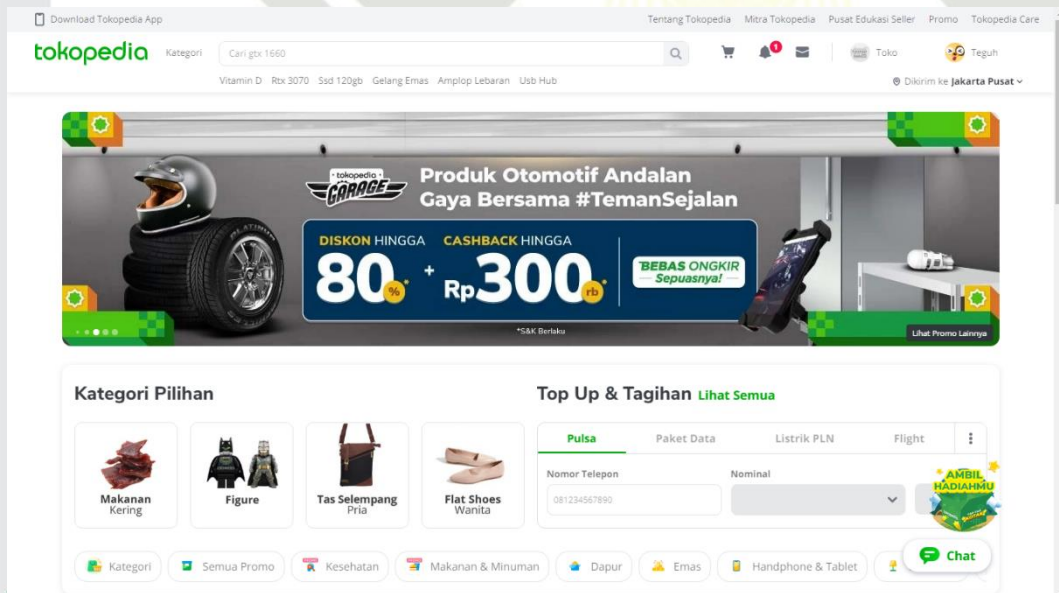 Download Tokopedia App
Tentang Tokopedia Mitra Tokopedia Pusat Edukasi Seller Promo Tokopedia Care
tokopedia Kategori Cari gtx 1660 1 Toko Teguh
Vitamin D Rtx 3070 Ssd 120gb Gelang Emas Amplop Lebaran Usb Hub
Dikirim ke Jakarta Pusat
tokopedia
GARAGE
Produk Otomotif Andalan
Gaya Bersama #TemanSejalan
DISKON HINGGA CASHBACK HINGGA
80%* + Rp300rb*
BEBAS ONGKIR
Sepuasnya!
*S&K Berlaku
Lihat Promo Lainnya
Kategori Pilihan
Makanan
Kering
Figure
Tas Selempang
Pria
Flat Shoes
Wanita
Top Up & Tagihan Lihat Semua
Pulsa Paket Data Listrik PLN Flight
Nomor Telepon Nominal
081234567890
AMBIL
HADIAHMU
Kategori Semua Promo Kesehatan Makanan & Minuman Dapur Emas Handphone & Tablet
Chat